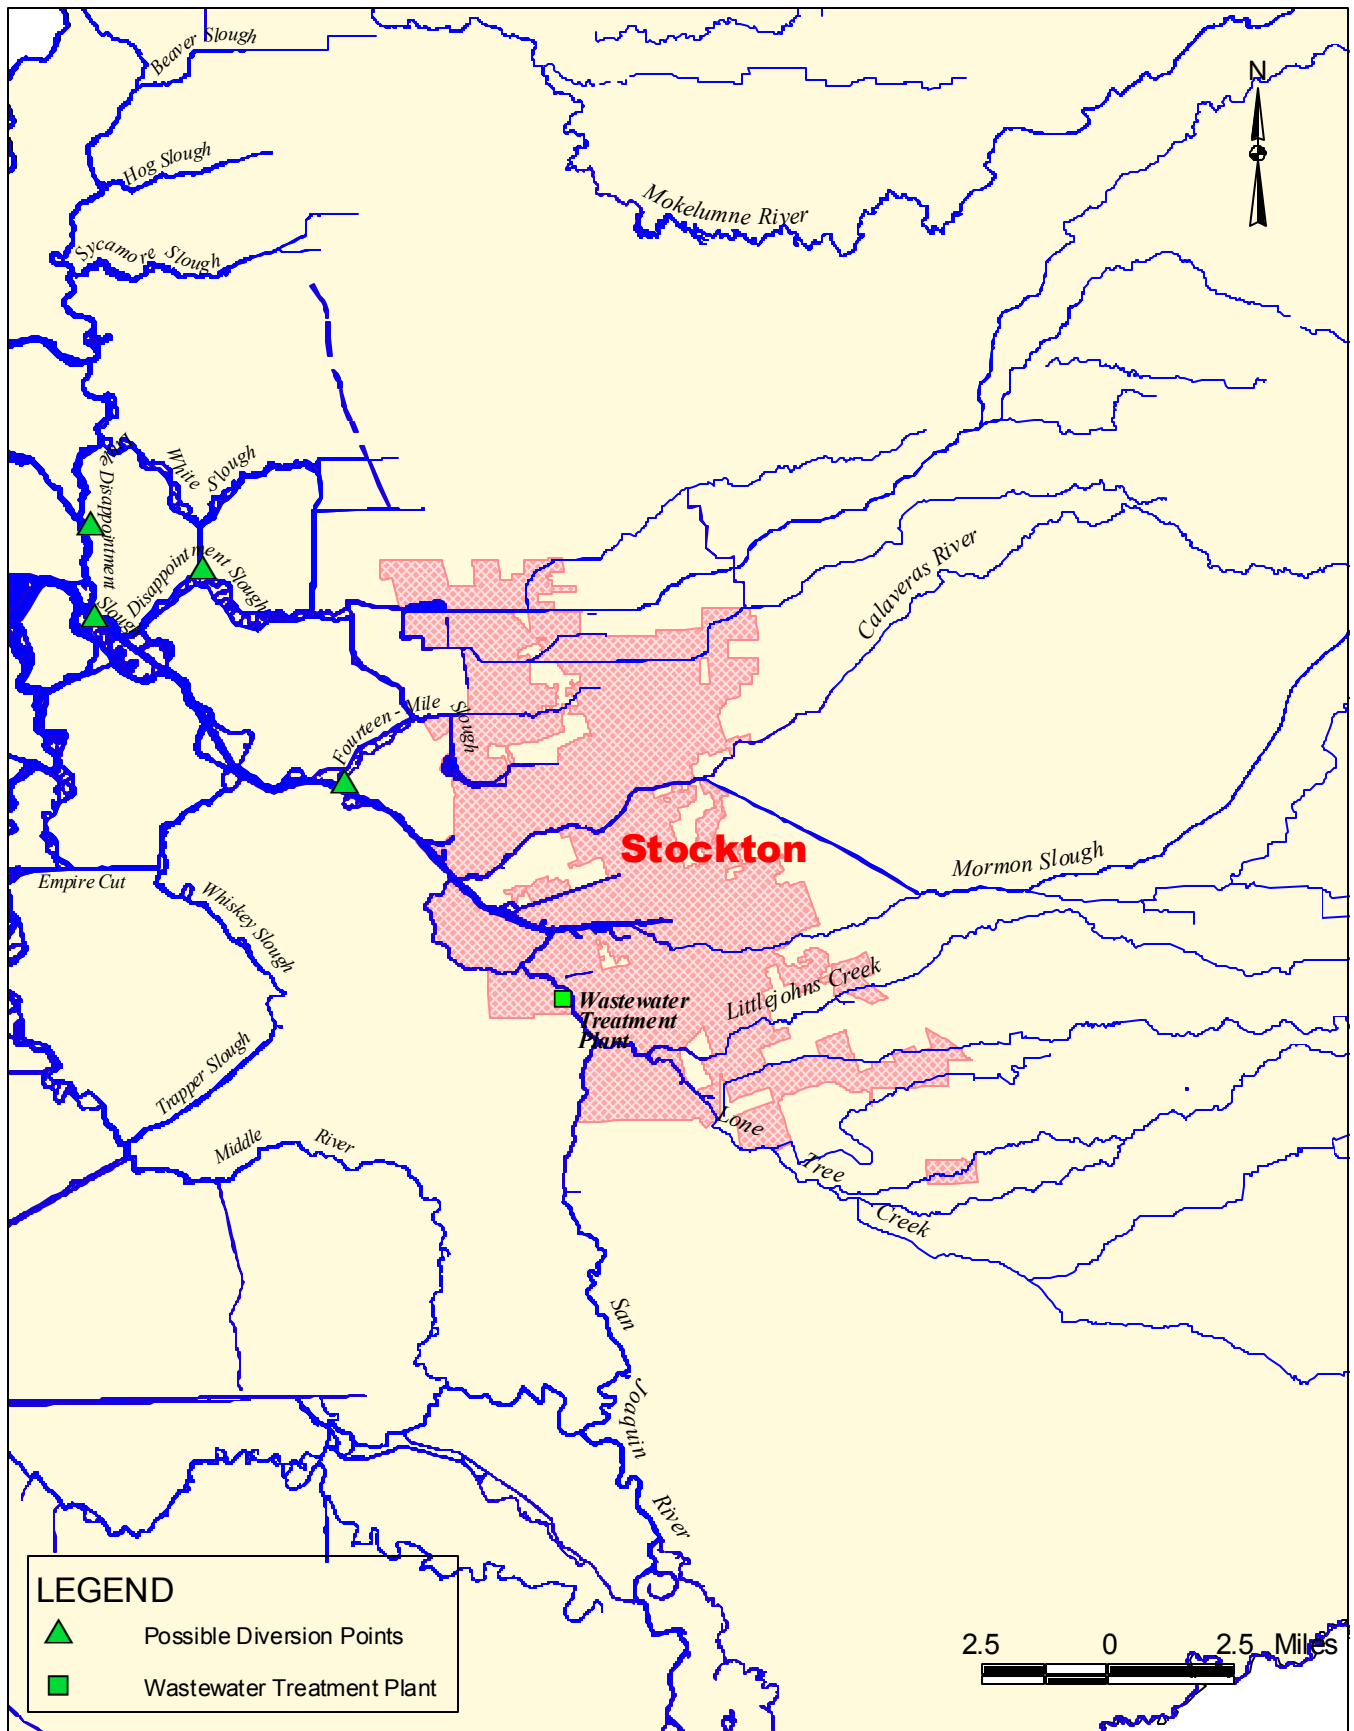 Beaver Slough
N
Hog Slough
Mokelumne River
Sycamore Slough
White Slough
Little Disappointment Slough
Disappointment Slough
Calaveras River
Fourteen - Mile Slough
Stockton
Mormon Slough
Empire Cut
Whiskey Slough
Littlejohns Creek
Wastewater
Treatment
Plant
Trapper Slough
Lone Tree Creek
Middle River
San Joaquin River
LEGEND
Possible Diversion Points
Wastewater Treatment Plant
2.5 0 2.5 Miles